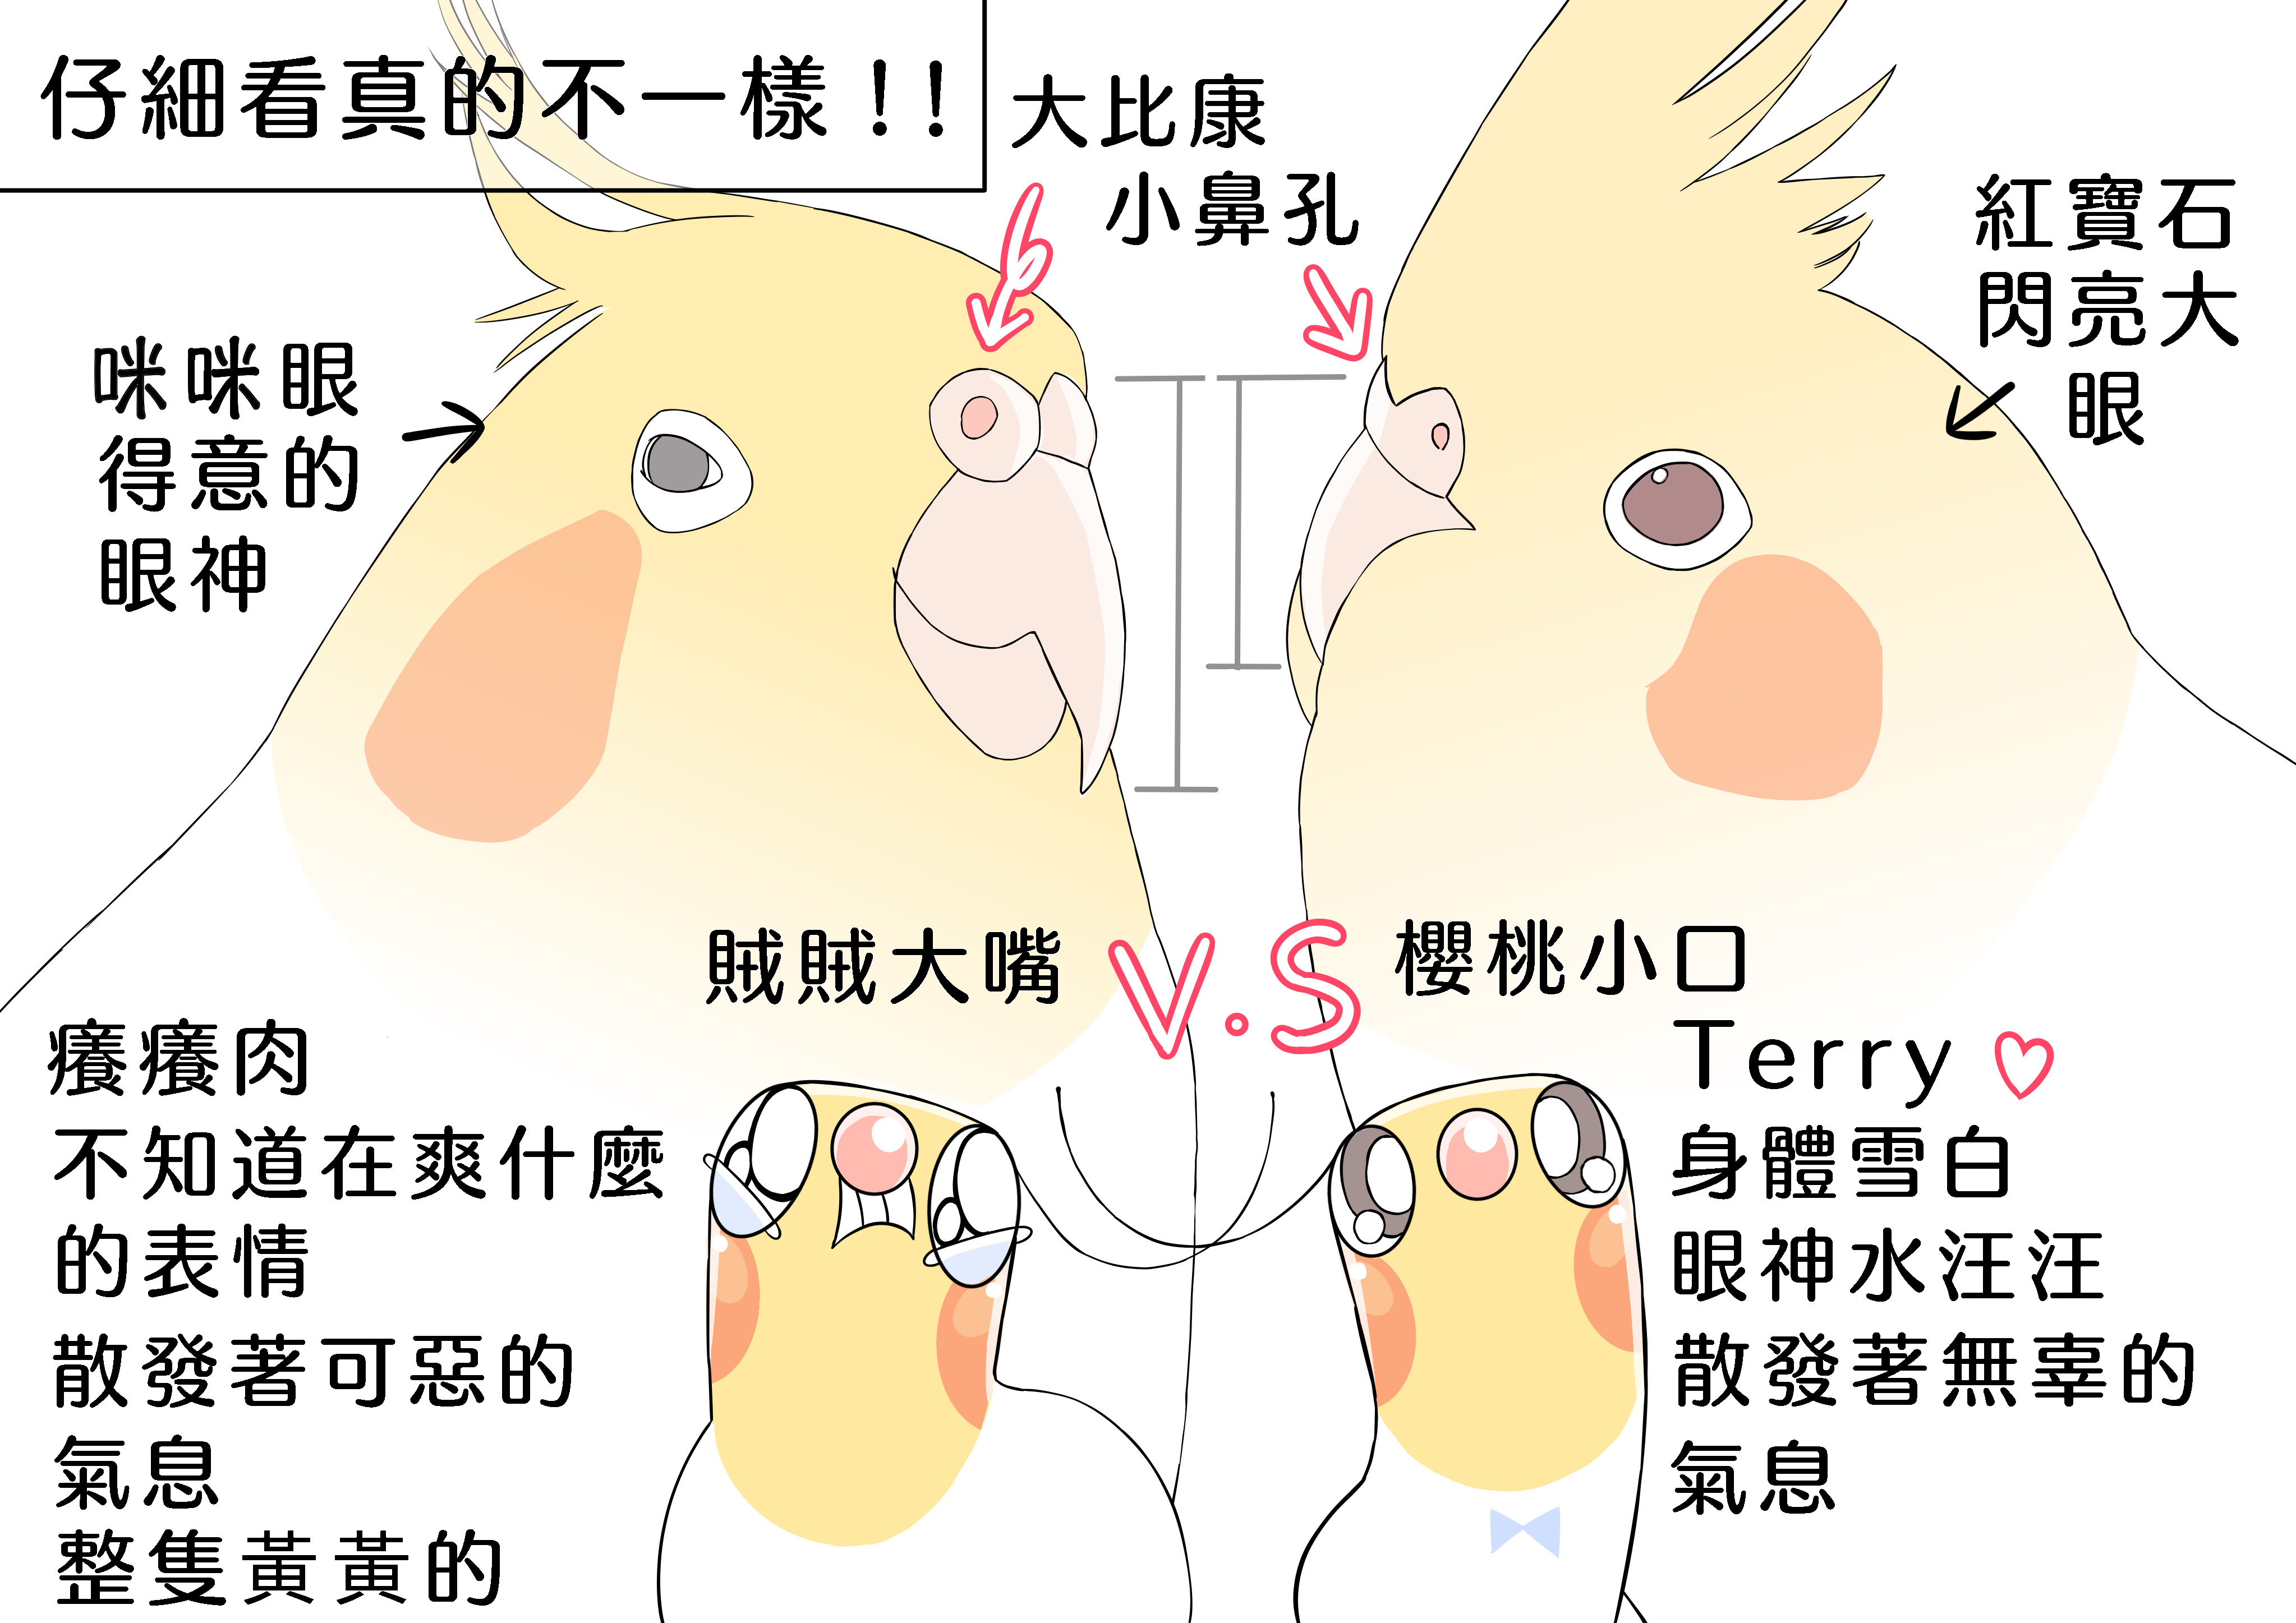 仔細看真的不一樣！！
大比康
小鼻孔
咪咪眼
得意的
眼神
紅寶石
閃亮大
眼
賊賊大嘴
V.S
櫻桃小口
癢癢肉
不知道在爽什麼
的表情
散發著可惡的
氣息
整隻黃黃的
Terry ♡
身體雪白
眼神水汪汪
散發著無辜的
氣息